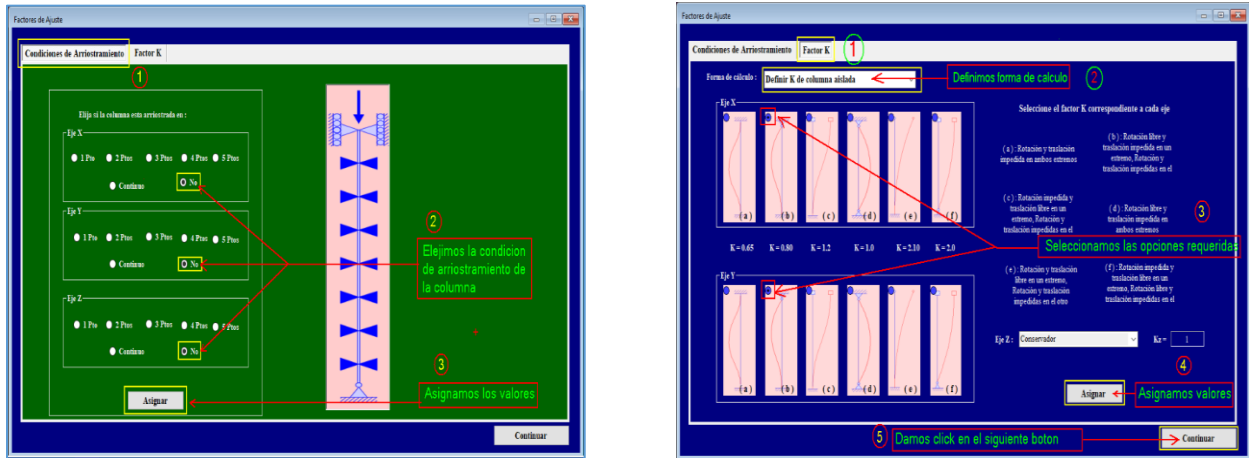 Factores de Ajuste
Condiciones de Arriostramiento Factor K
1
Elija si la columna esta arriostrada en :
Eje X
1 Pto 2 Ptos 3 Ptos 4 Ptos 5 Ptos
Continuo No
Eje Y
1 Pto 2 Ptos 3 Ptos 4 Ptos 5 Ptos
Continuo No
Eje Z
1 Pto 2 Ptos 3 Ptos 4 Ptos 5 Ptos
Continuo No
Asignar
2
Elejimos la condicion
de arriostramiento de
la columna
3
Asignamos los valores
Continuar
Factores de Ajuste
Condiciones de Arriostramiento Factor K
1
Forma de cálculo : Definir K de columna aislada
Definimos forma de calculo
2
Eje X
(a) (b) (c) (d) (e) (f)
K = 0.65 K = 0.80 K = 1.2 K = 1.0 K = 2.10 K = 2.0
Eje Y
(a) (b) (c) (d) (e) (f)
Seleccione el factor K correspondiente a cada eje
(a) : Rotación y traslación
impedida en ambos extremos
(b) : Rotación libre y
traslación impedida en un
extremo, Rotación y
traslación impedidas en el
(c) : Rotación impedida y
traslación libre en un
extremo, Rotación y
traslación impedidas en el
(d) : Rotación libre y
traslación impedida en
ambos extremos
3
Seleccionamos las opciones requeridas
(e) : Rotación y traslación
libre en un extremo,
Rotación y traslación
impedidas en el otro
(f) : Rotación impedida y
traslación libre en un
extremo, Rotación libre y
traslación impedidas en el
Eje Z : Conservador Kz = 1
4
Asignar
Asignamos valores
5
Damos click en el siguiente boton
Continuar